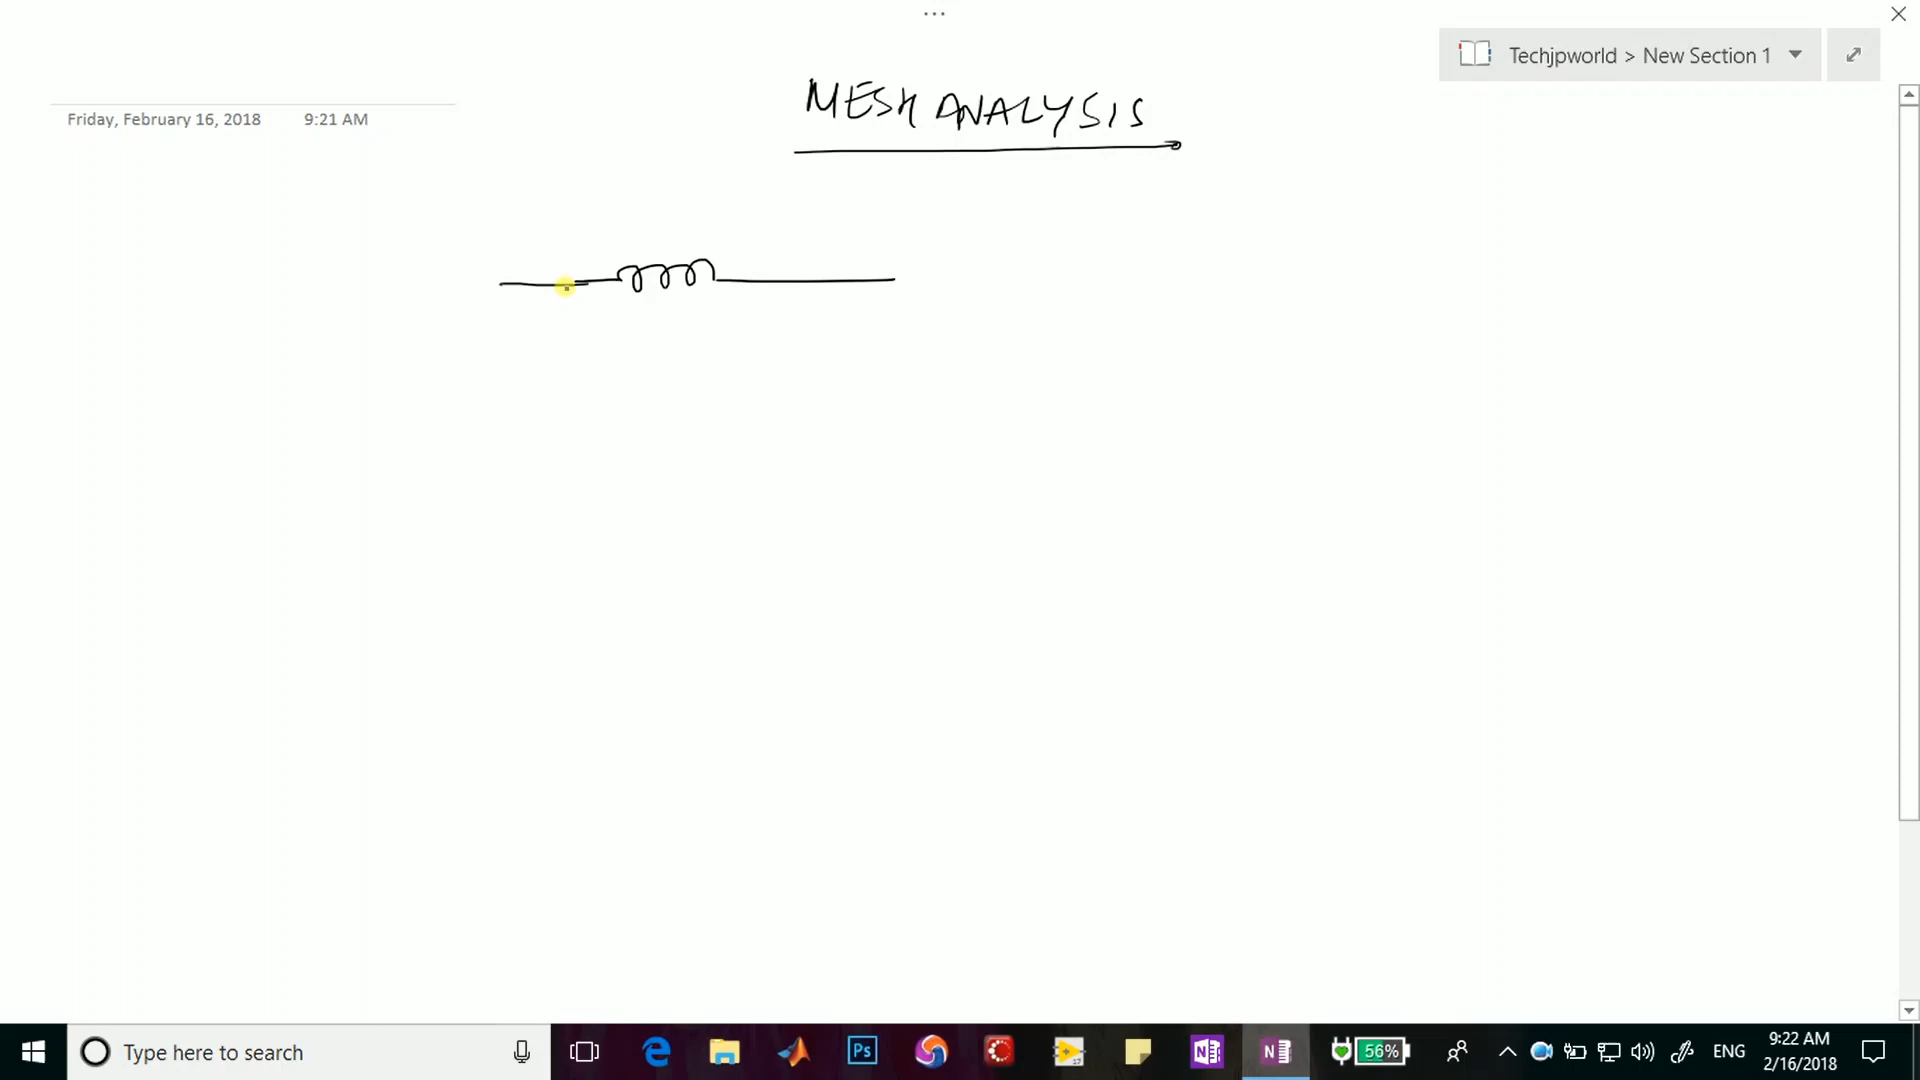 Techjpworld > New Section 1
MESH ANALYSIS
Friday, February 16, 2018 9:21 AM
Type here to search
Ps
N
56%
ENG
9:22 AM
2/16/2018